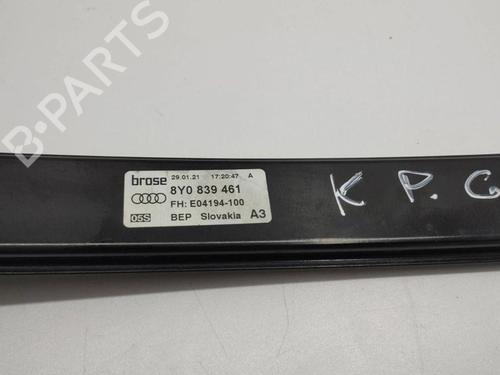 B-PARTS
brose 29.01.21 17:20:47 A
8Y0 839 461
FH: E04194-100
05S BEP Slovakia A3
K P. G